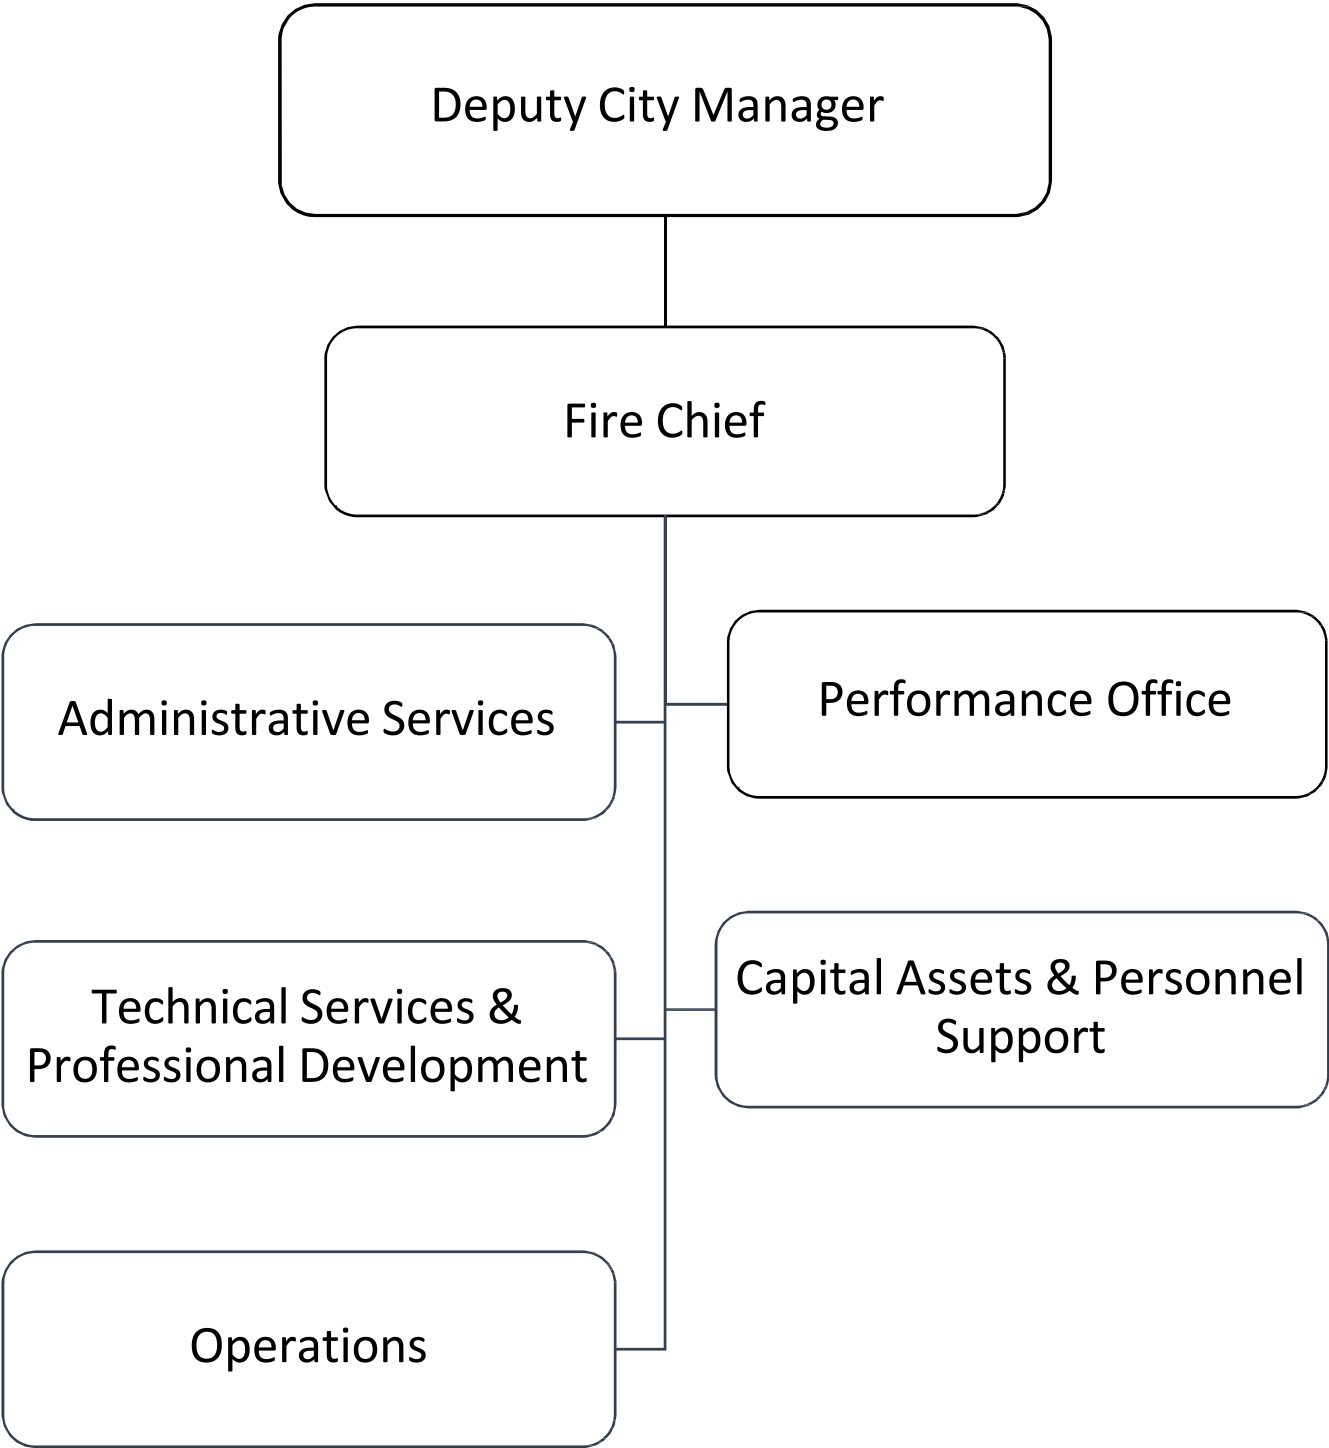 Deputy City Manager
Fire Chief
Administrative Services
Performance Office
Technical Services &
Professional Development
Capital Assets & Personnel
Support
Operations